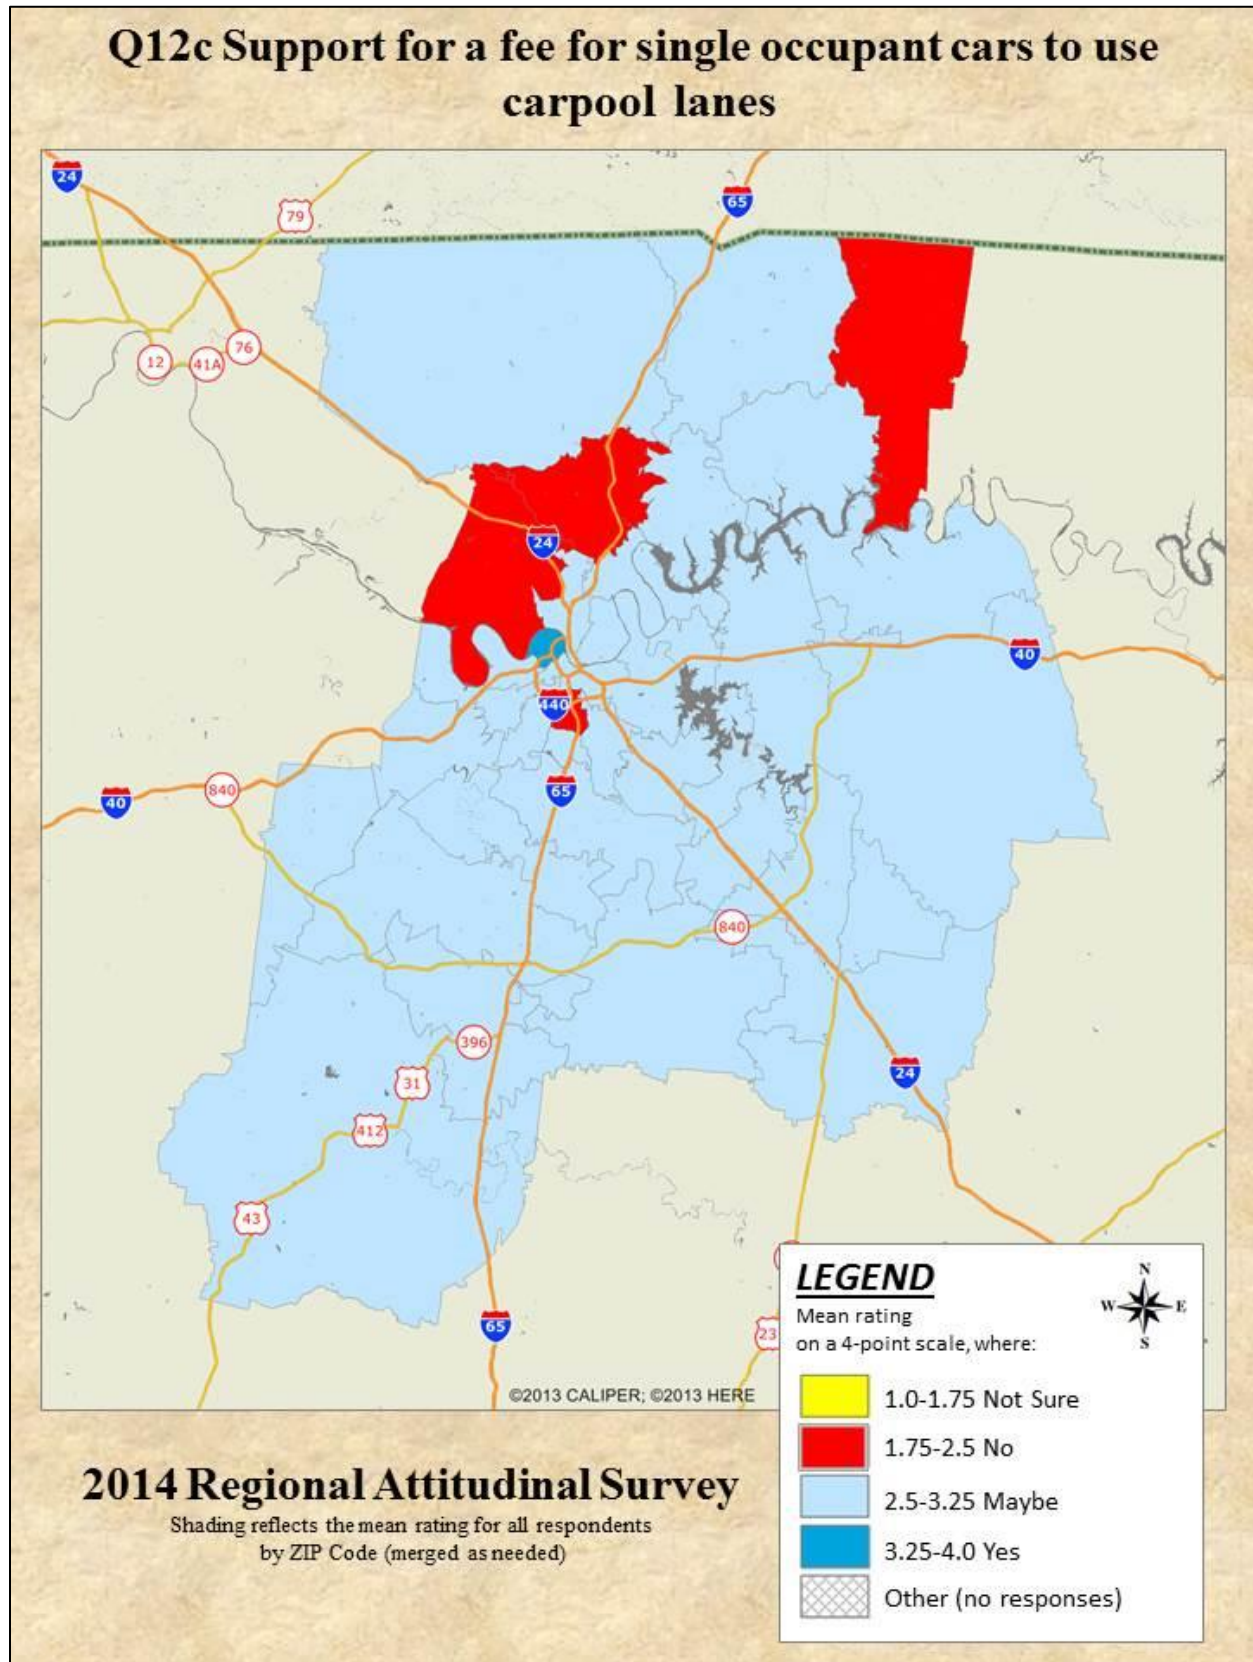 Q12c Support for a fee for single occupant cars to use
carpool lanes
24
79
65
12
41A
76
24
40
440
840
40
65
840
396
31
24
412
43
65
23
©2013 CALIPER; ©2013 HERE
LEGEND
Mean rating
on a 4-point scale, where:
1.0-1.75 Not Sure
1.75-2.5 No
2.5-3.25 Maybe
3.25-4.0 Yes
Other (no responses)
N
W
E
S
2014 Regional Attitudinal Survey
Shading reflects the mean rating for all respondents
by ZIP Code (merged as needed)